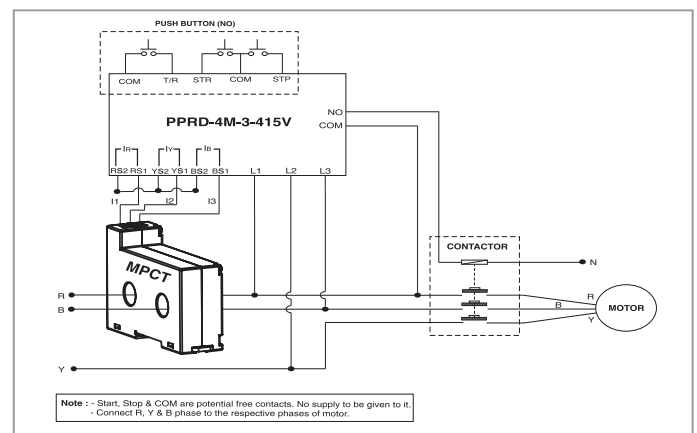 PUSH BUTTON (NO)
COM T/R STR COM STP
NO
PPRD-4M-3-415V
COM
IR IY IB
RS2 RS1 YS2 YS1 BS2 BS1 L1 L2 L3
I1 I2 I3
CONTACTOR
MPCT
N
R
R
B
B
MOTOR
Y
Y
Note : - Start, Stop & COM are potential free contacts. No supply to be given to it.
- Connect R, Y & B phase to the respective phases of motor.